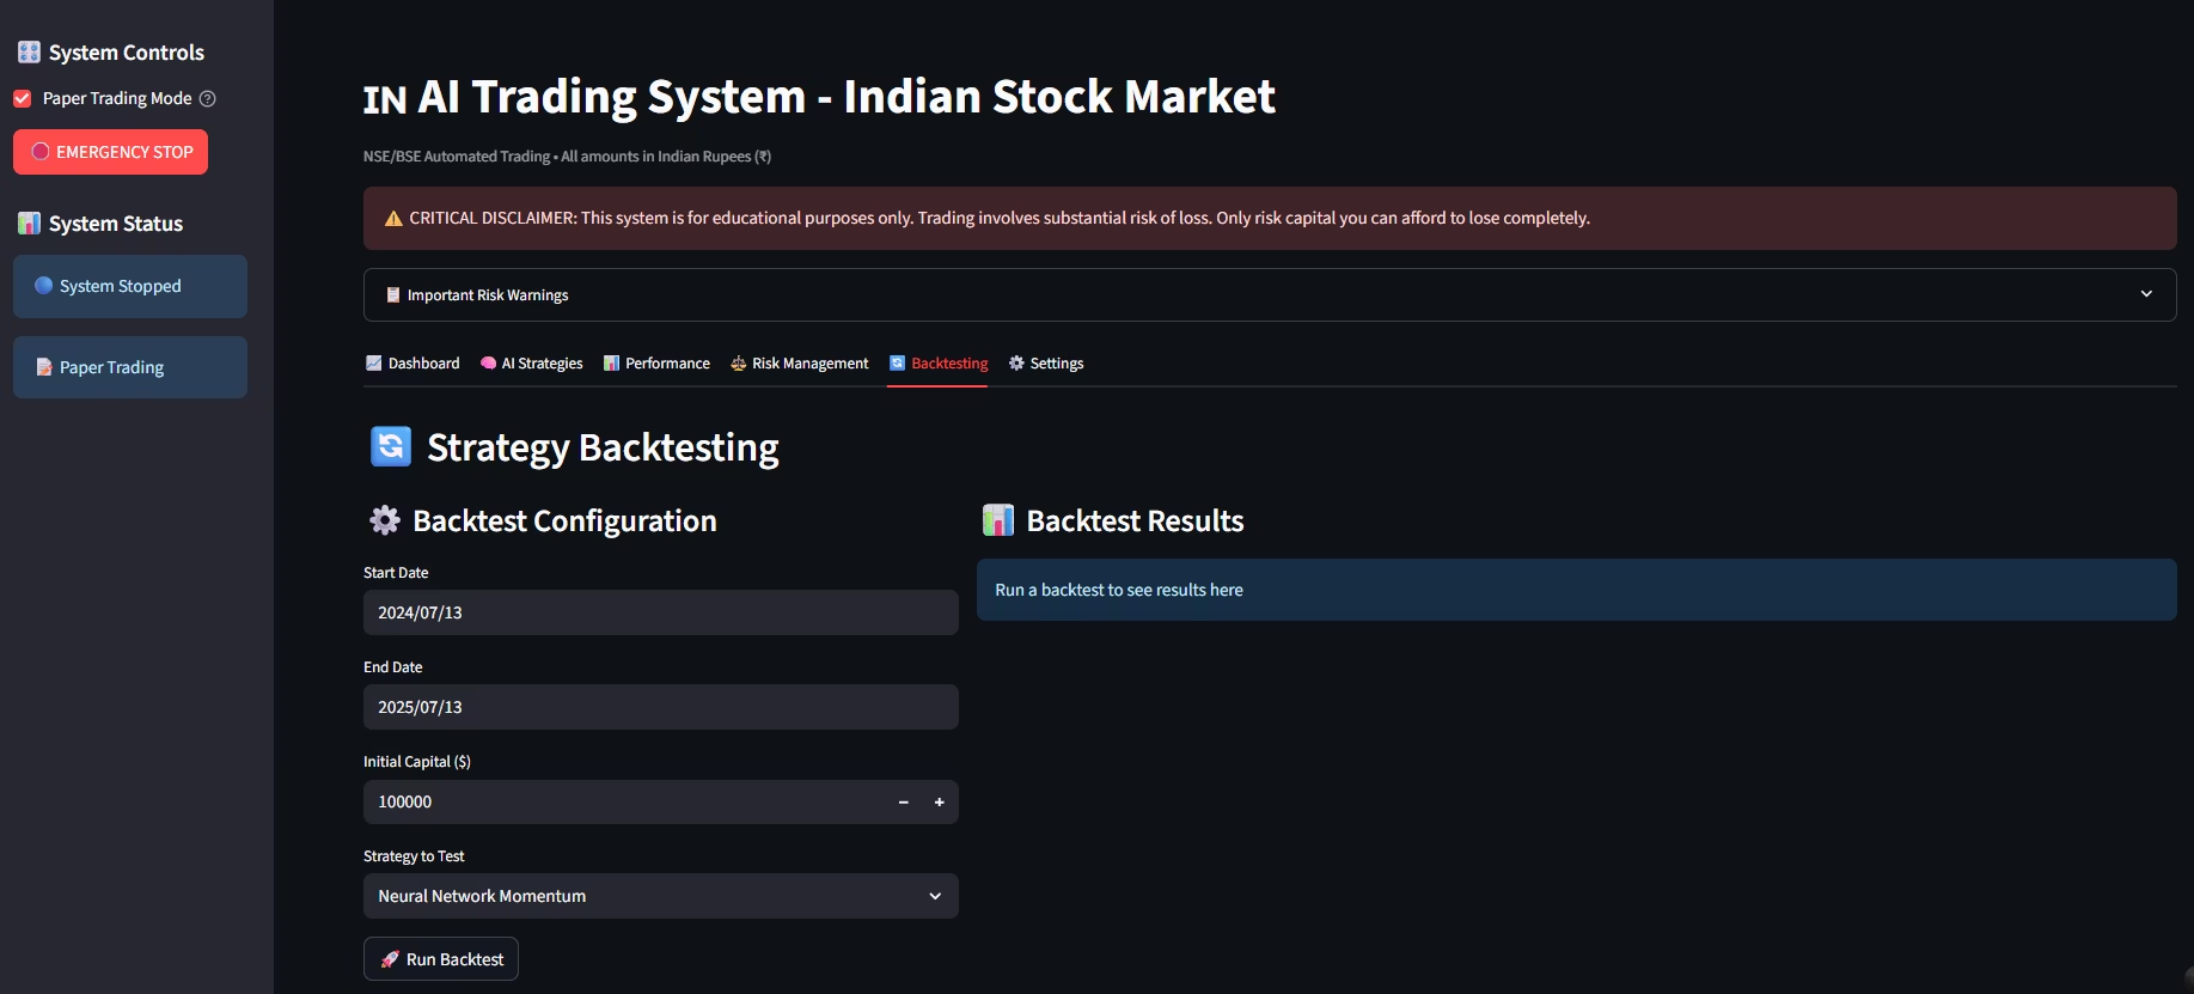 System Controls
Paper Trading Mode
EMERGENCY STOP
System Status
System Stopped
Paper Trading
IN AI Trading System - Indian Stock Market
NSE/BSE Automated Trading • All amounts in Indian Rupees (₹)
CRITICAL DISCLAIMER: This system is for educational purposes only. Trading involves substantial risk of loss. Only risk capital you can afford to lose completely.
Important Risk Warnings
Dashboard AI Strategies Performance Risk Management Backtesting Settings
Strategy Backtesting
Backtest Configuration
Start Date
2024/07/13
End Date
2025/07/13
Initial Capital ($)
100000
Strategy to Test
Neural Network Momentum
Run Backtest
Backtest Results
Run a backtest to see results here